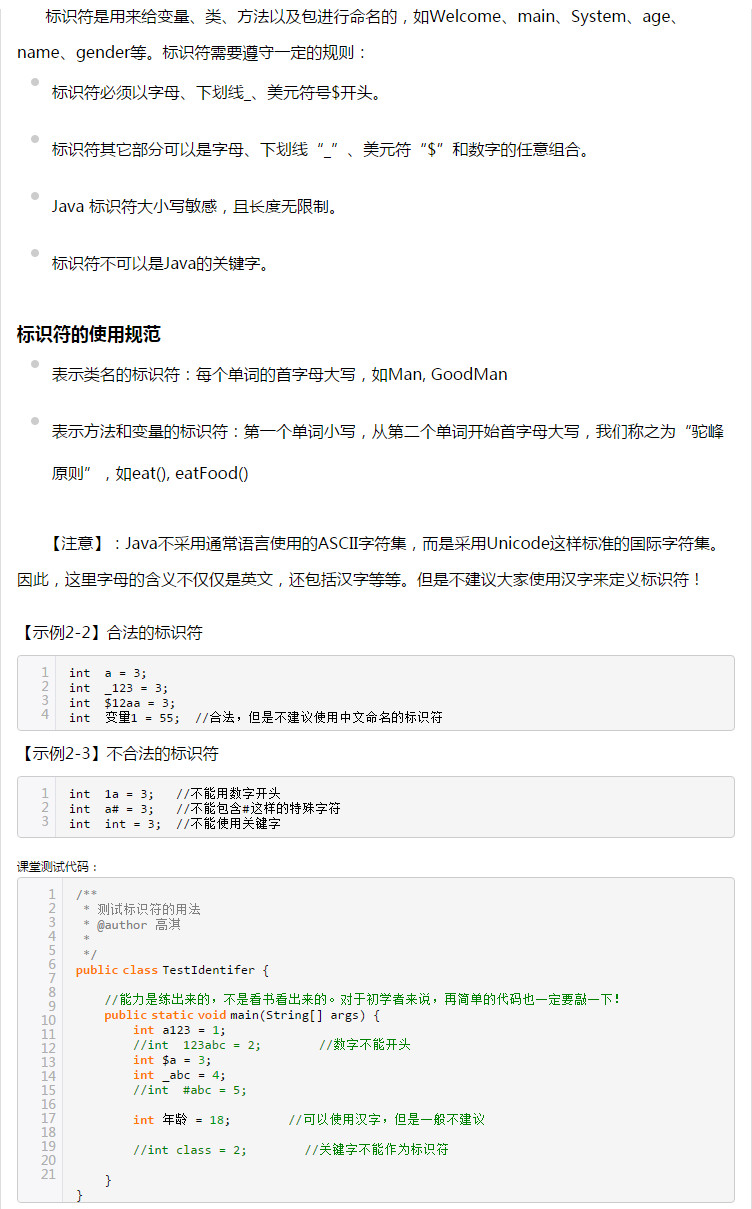 标识符是用来给变量、类、方法以及包进行命名的，如Welcome、main、System、age、
name、gender等。标识符需要遵守一定的规则：
标识符必须以字母、下划线_、美元符号$开头。
标识符其它部分可以是字母、下划线“_”、美元符“$”和数字的任意组合。
Java 标识符大小写敏感，且长度无限制。
标识符不可以是Java的关键字。
标识符的使用规范
表示类名的标识符：每个单词的首字母大写，如Man, GoodMan
表示方法和变量的标识符：第一个单词小写，从第二个单词开始首字母大写，我们称之为“驼峰
原则”，如eat(), eatFood()
【注意】：Java不采用通常语言使用的ASCII字符集，而是采用Unicode这样标准的国际字符集。
因此，这里字母的含义不仅仅是英文，还包括汉字等等。但是不建议大家使用汉字来定义标识符！
【示例2-2】合法的标识符
1 int  a = 3;
2 int  _123 = 3;
3 int  $12aa = 3;
4 int  变量1 = 55;  //合法，但是不建议使用中文命名的标识符
【示例2-3】不合法的标识符
1 int  1a = 3;   //不能用数字开头
2 int  a# = 3;   //不能包含#这样的特殊字符
3 int  int = 3;  //不能使用关键字
课堂测试代码：
1 /**
2  * 测试标识符的用法
3  * @author 高淇
4  *
5  */
6 public class TestIdentifer {
7
8     //能力是练出来的，不是看书看出来的。对于初学者来说，再简单的代码也一定要敲一下！
9     public static void main(String[] args) {
10         int a123 = 1;
11         //int  123abc = 2;        //数字不能开头
12         int $a = 3;
13         int _abc = 4;
14         //int  #abc = 5;
15
16         int 年龄 = 18;        //可以使用汉字，但是一般不建议
17
18         //int class = 2;        //关键字不能作为标识符
19
20     }
21 }